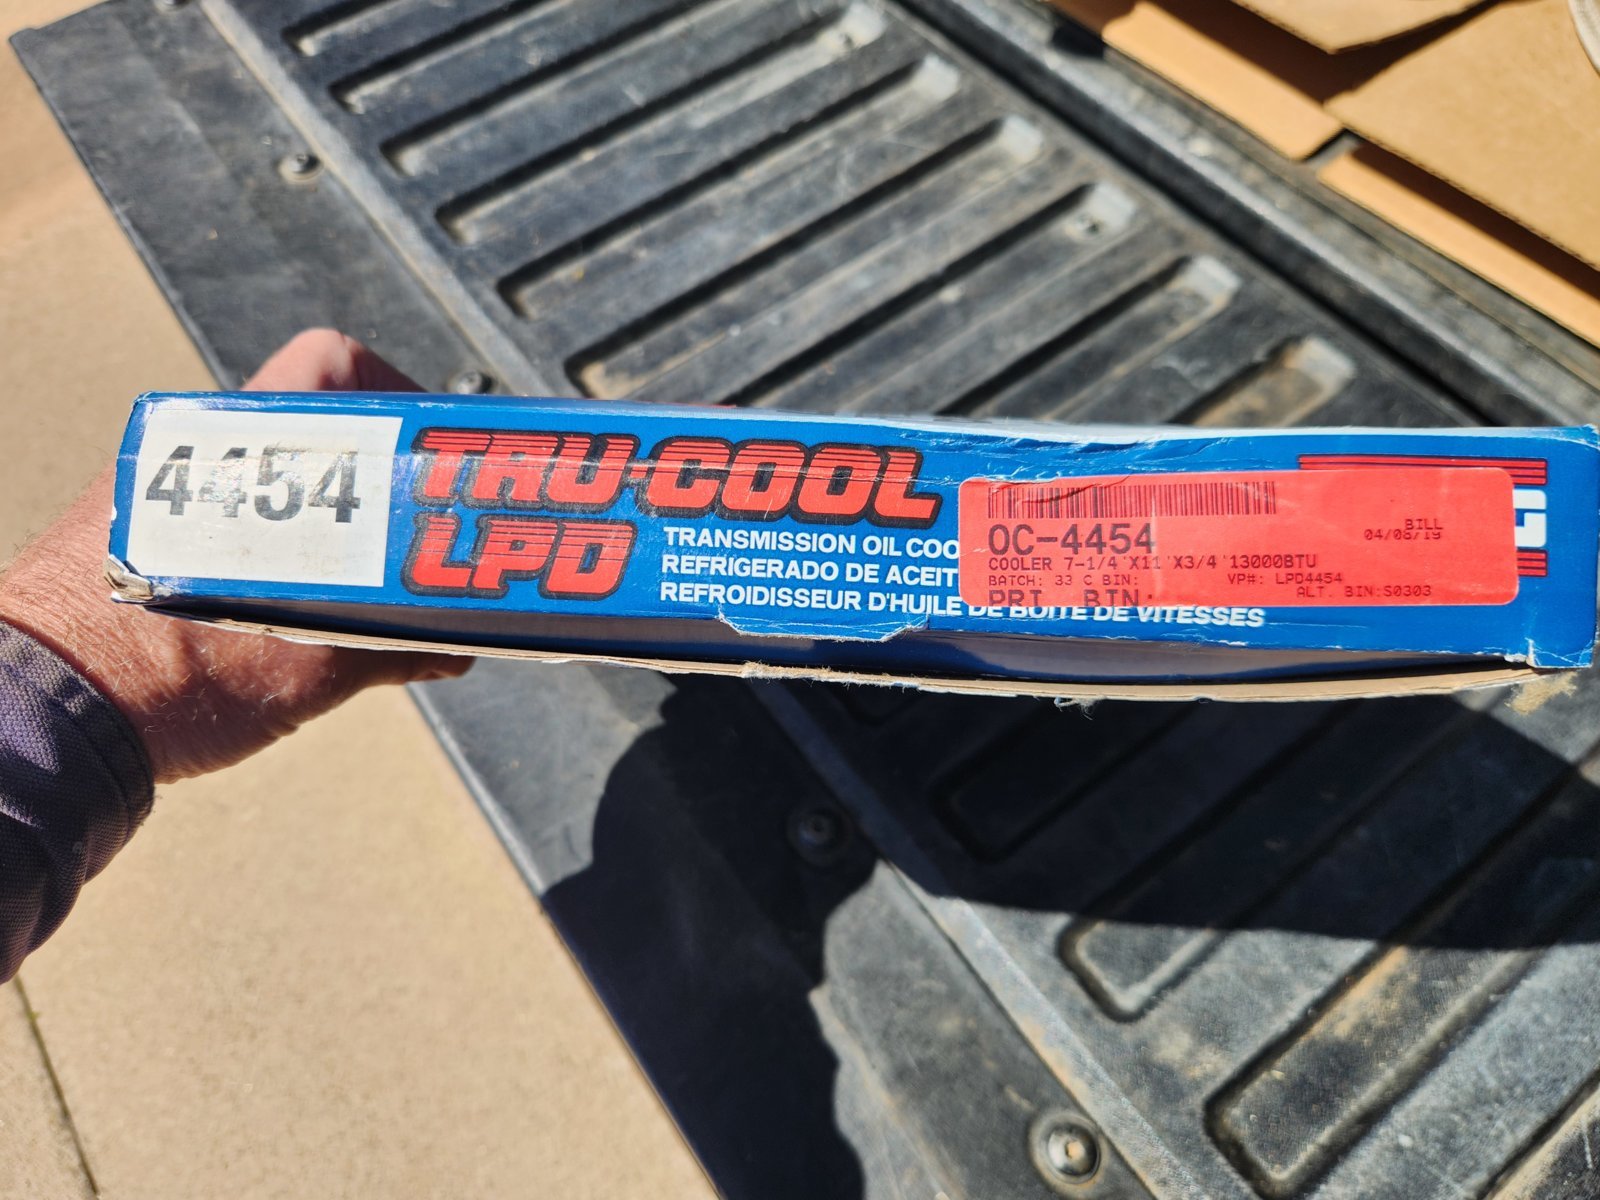 4454
TRU-COOL
LPD
TRANSMISSION OIL COO
REFRIGERADO DE ACEIT
REFROIDISSEUR D'HUILE DE BOITE DE VITESSES
OC-4454
BILL
04/08/19
COOLER 7-1/4'X11'X3/4'13000BTU
BATCH: 33 C BIN: VP#: LPD4454
PRI. BIN: ALT. BIN:S0303